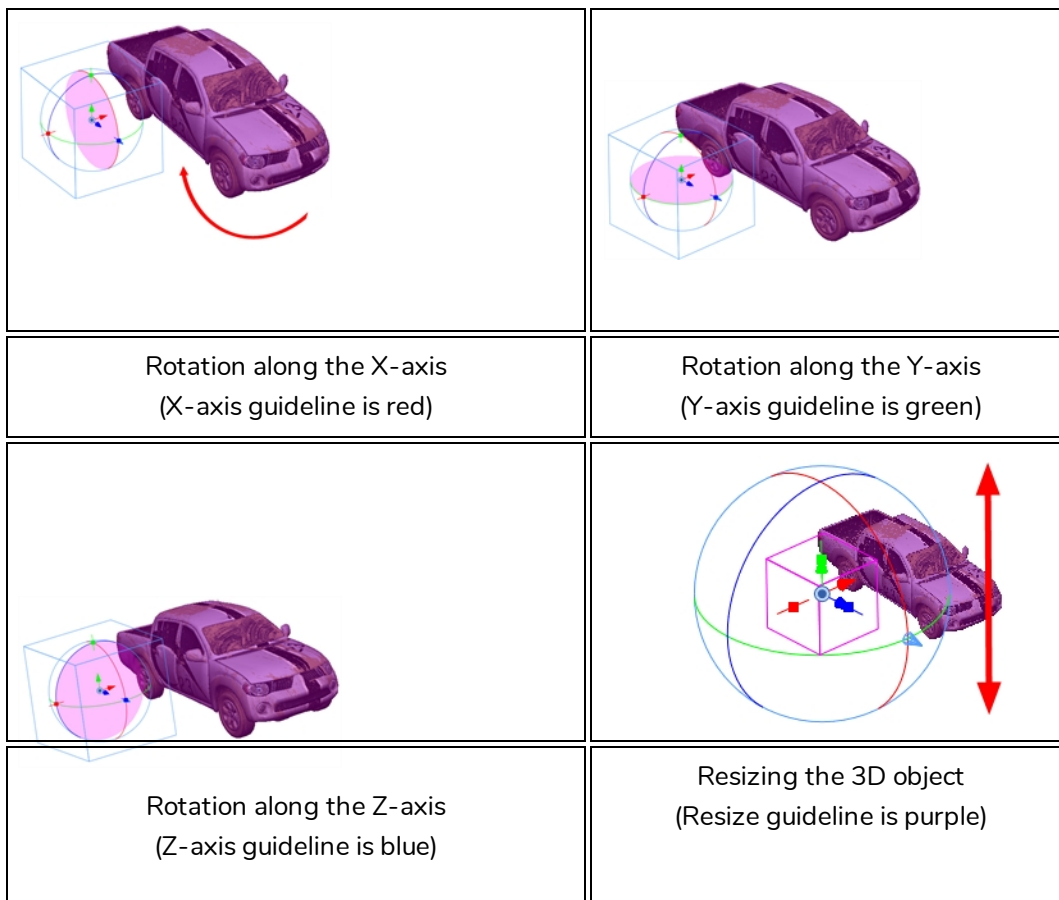 Rotation along the X-axis
(X-axis guideline is red)
Rotation along the Y-axis
(Y-axis guideline is green)
Rotation along the Z-axis
(Z-axis guideline is blue)
Resizing the 3D object
(Resize guideline is purple)